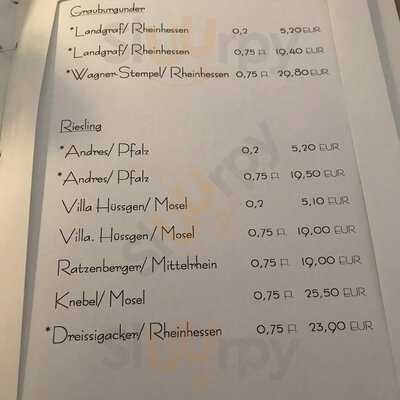 Grauburgunder
*Landgraf/ Rheinhessen 0,2 5,20 EUR
*Landgraf/ Rheinhessen 0,75 Fl. 19,40 EUR
*Wagner-Stempel/ Rheinhessen 0,75 Fl. 29,80 EUR
Riesling
*Andres/ Pfalz 0,2 5,20 EUR
*Andres/ Pfalz 0,75 Fl. 19,50 EUR
Villa Hüssgen/ Mosel 0,2 5,10 EUR
Villa. Hüssgen/ Mosel 0,75 Fl. 19,00 EUR
Ratzenberger/ Mittelrhein 0,75 Fl. 19,00 EUR
Knebel/ Mosel 0,75 Fl. 25,50 EUR
*Dreissigacker/ Rheinhessen 0,75 Fl. 23,90 EUR
sluurpy
sluurpy
sluurpy